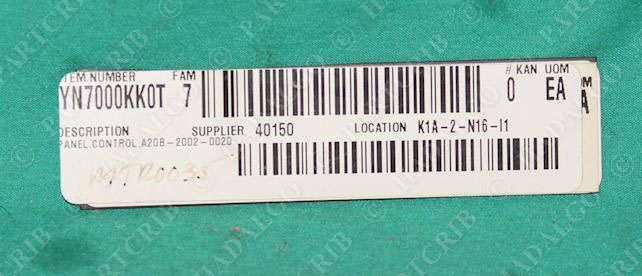 ITEM NUMBER FAM # KAN UOM
YN7000KK0T 7 0 EA
DESCRIPTION SUPPLIER 40150 LOCATION K1A-2-N16-I1
PANEL,CONTROL,A20B-2002-0020